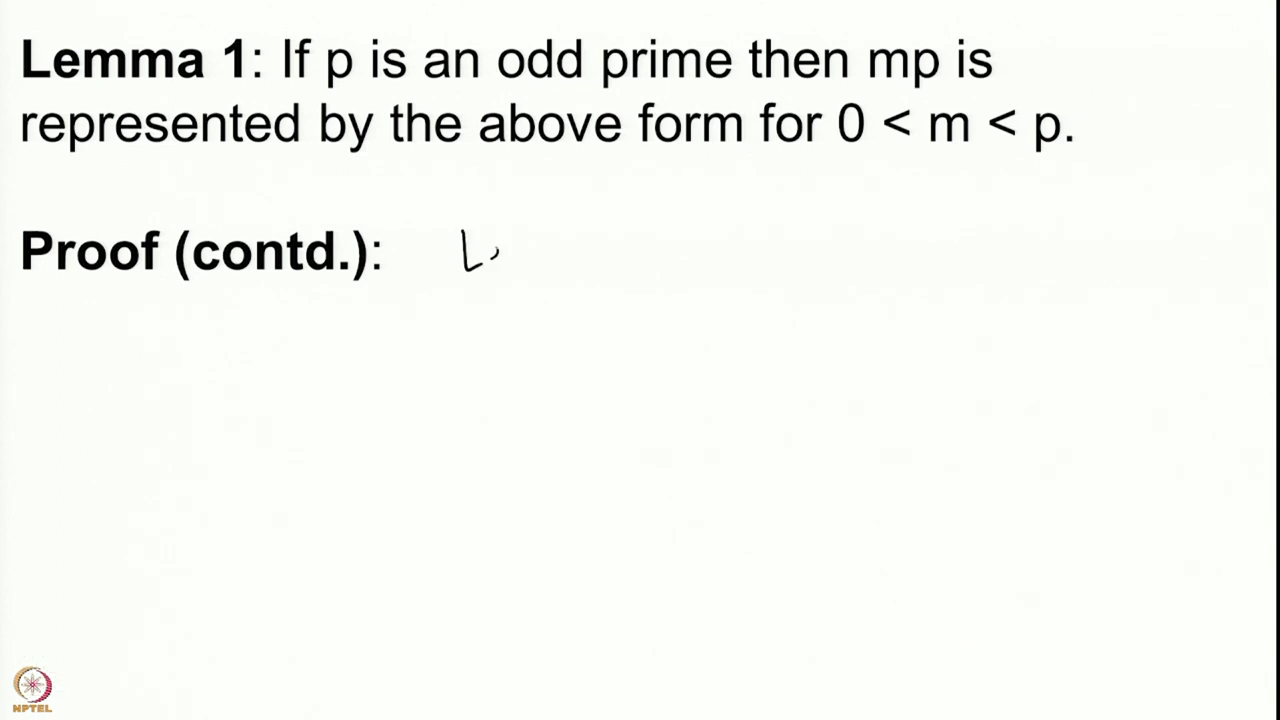 Lemma 1: If p is an odd prime then mp is
represented by the above form for 0 < m < p.
Proof (contd.):
NPTEL